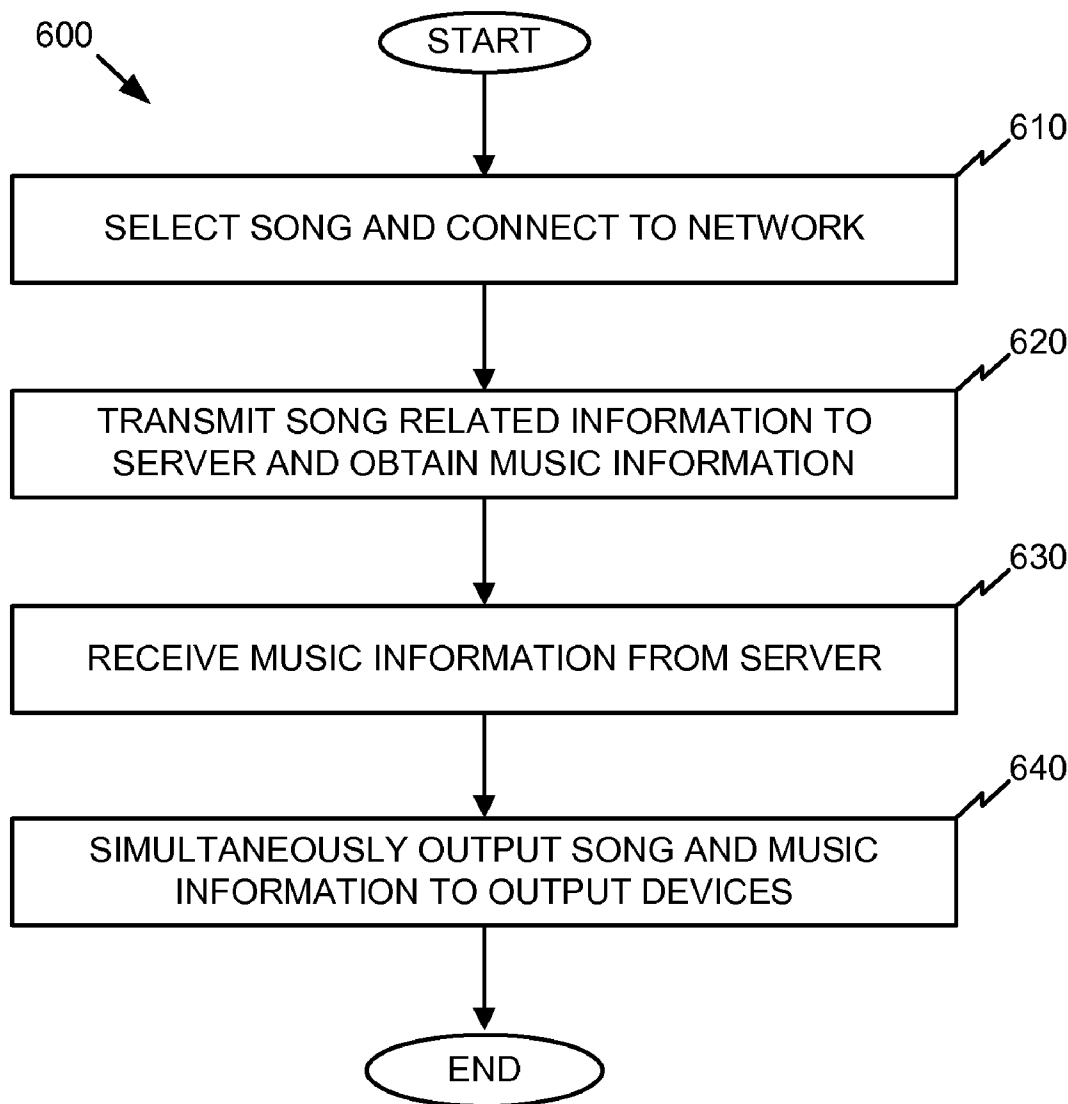 600
START
610
SELECT SONG AND CONNECT TO NETWORK
620
TRANSMIT SONG RELATED INFORMATION TO
SERVER AND OBTAIN MUSIC INFORMATION
630
RECEIVE MUSIC INFORMATION FROM SERVER
640
SIMULTANEOUSLY OUTPUT SONG AND MUSIC
INFORMATION TO OUTPUT DEVICES
END